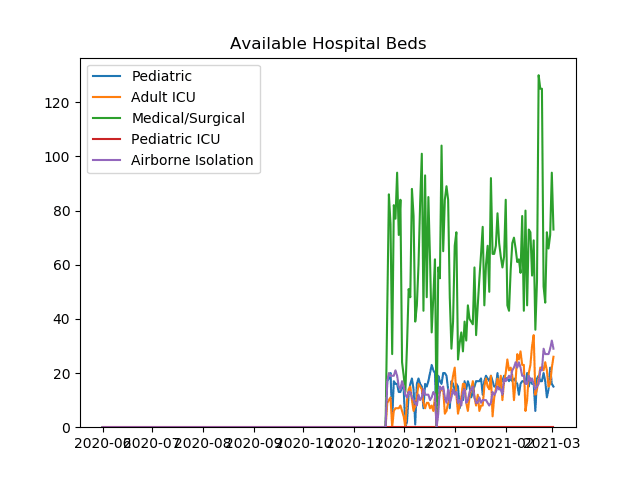 Available Hospital Beds
Pediatric
Adult ICU
Medical/Surgical
Pediatric ICU
Airborne Isolation
120
100
80
60
40
20
0
2020-06 2020-07 2020-08 2020-09 2020-10 2020-11 2020-12 2021-01 2021-02 2021-03